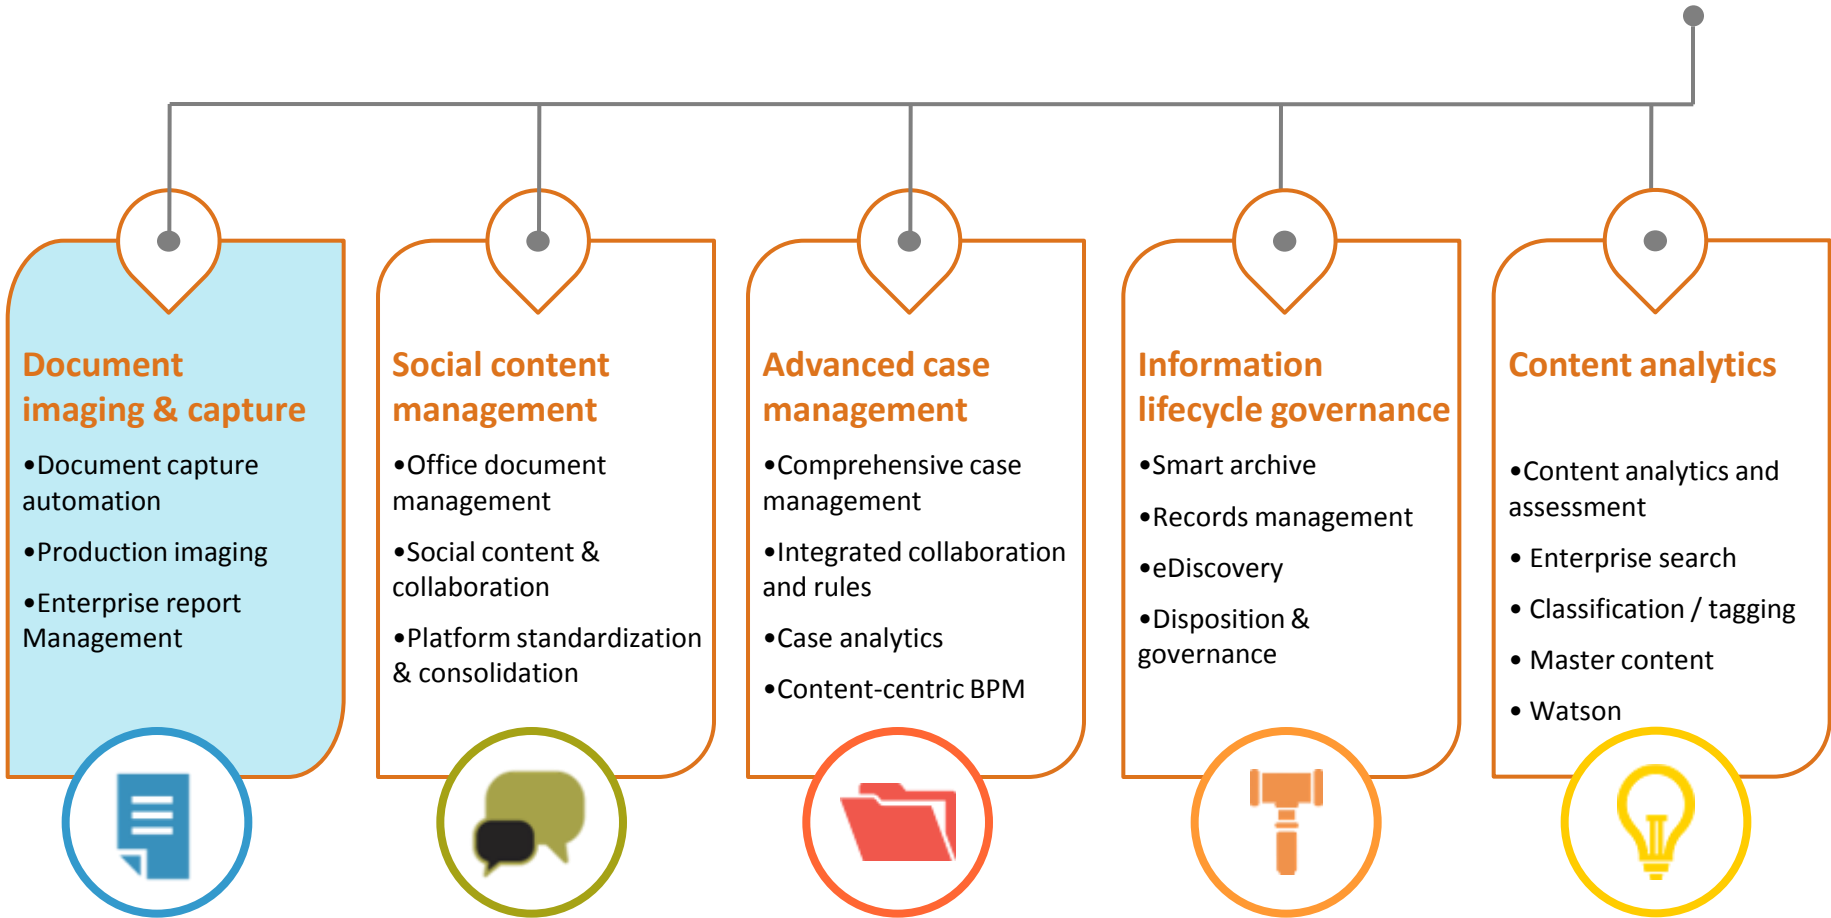 Document
imaging & capture
•Document capture
automation
•Production imaging
•Enterprise report
Management
Social content
management
•Office document
management
•Social content &
collaboration
•Platform standardization
& consolidation
Advanced case
management
•Comprehensive case
management
•Integrated collaboration
and rules
•Case analytics
•Content-centric BPM
Information
lifecycle governance
•Smart archive
•Records management
•eDiscovery
•Disposition &
governance
Content analytics
•Content analytics and
assessment
• Enterprise search
• Classification / tagging
• Master content
• Watson